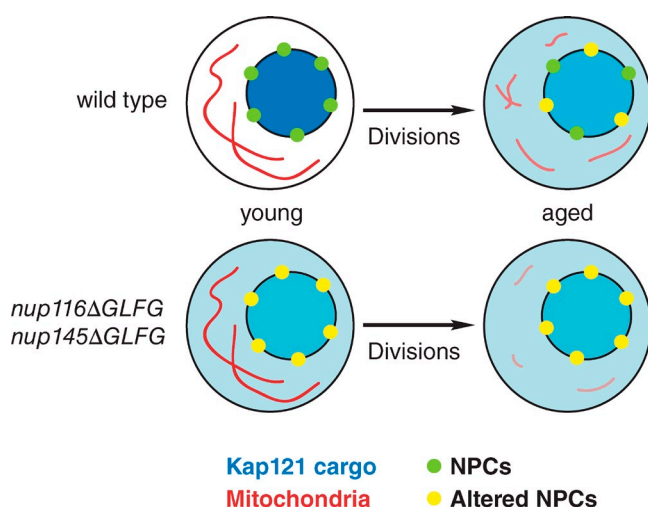 wild type
Divisions
young
aged
nup116ΔGLFG
nup145ΔGLFG
Divisions
Kap121 cargo
NPCs
Mitochondria
Altered NPCs